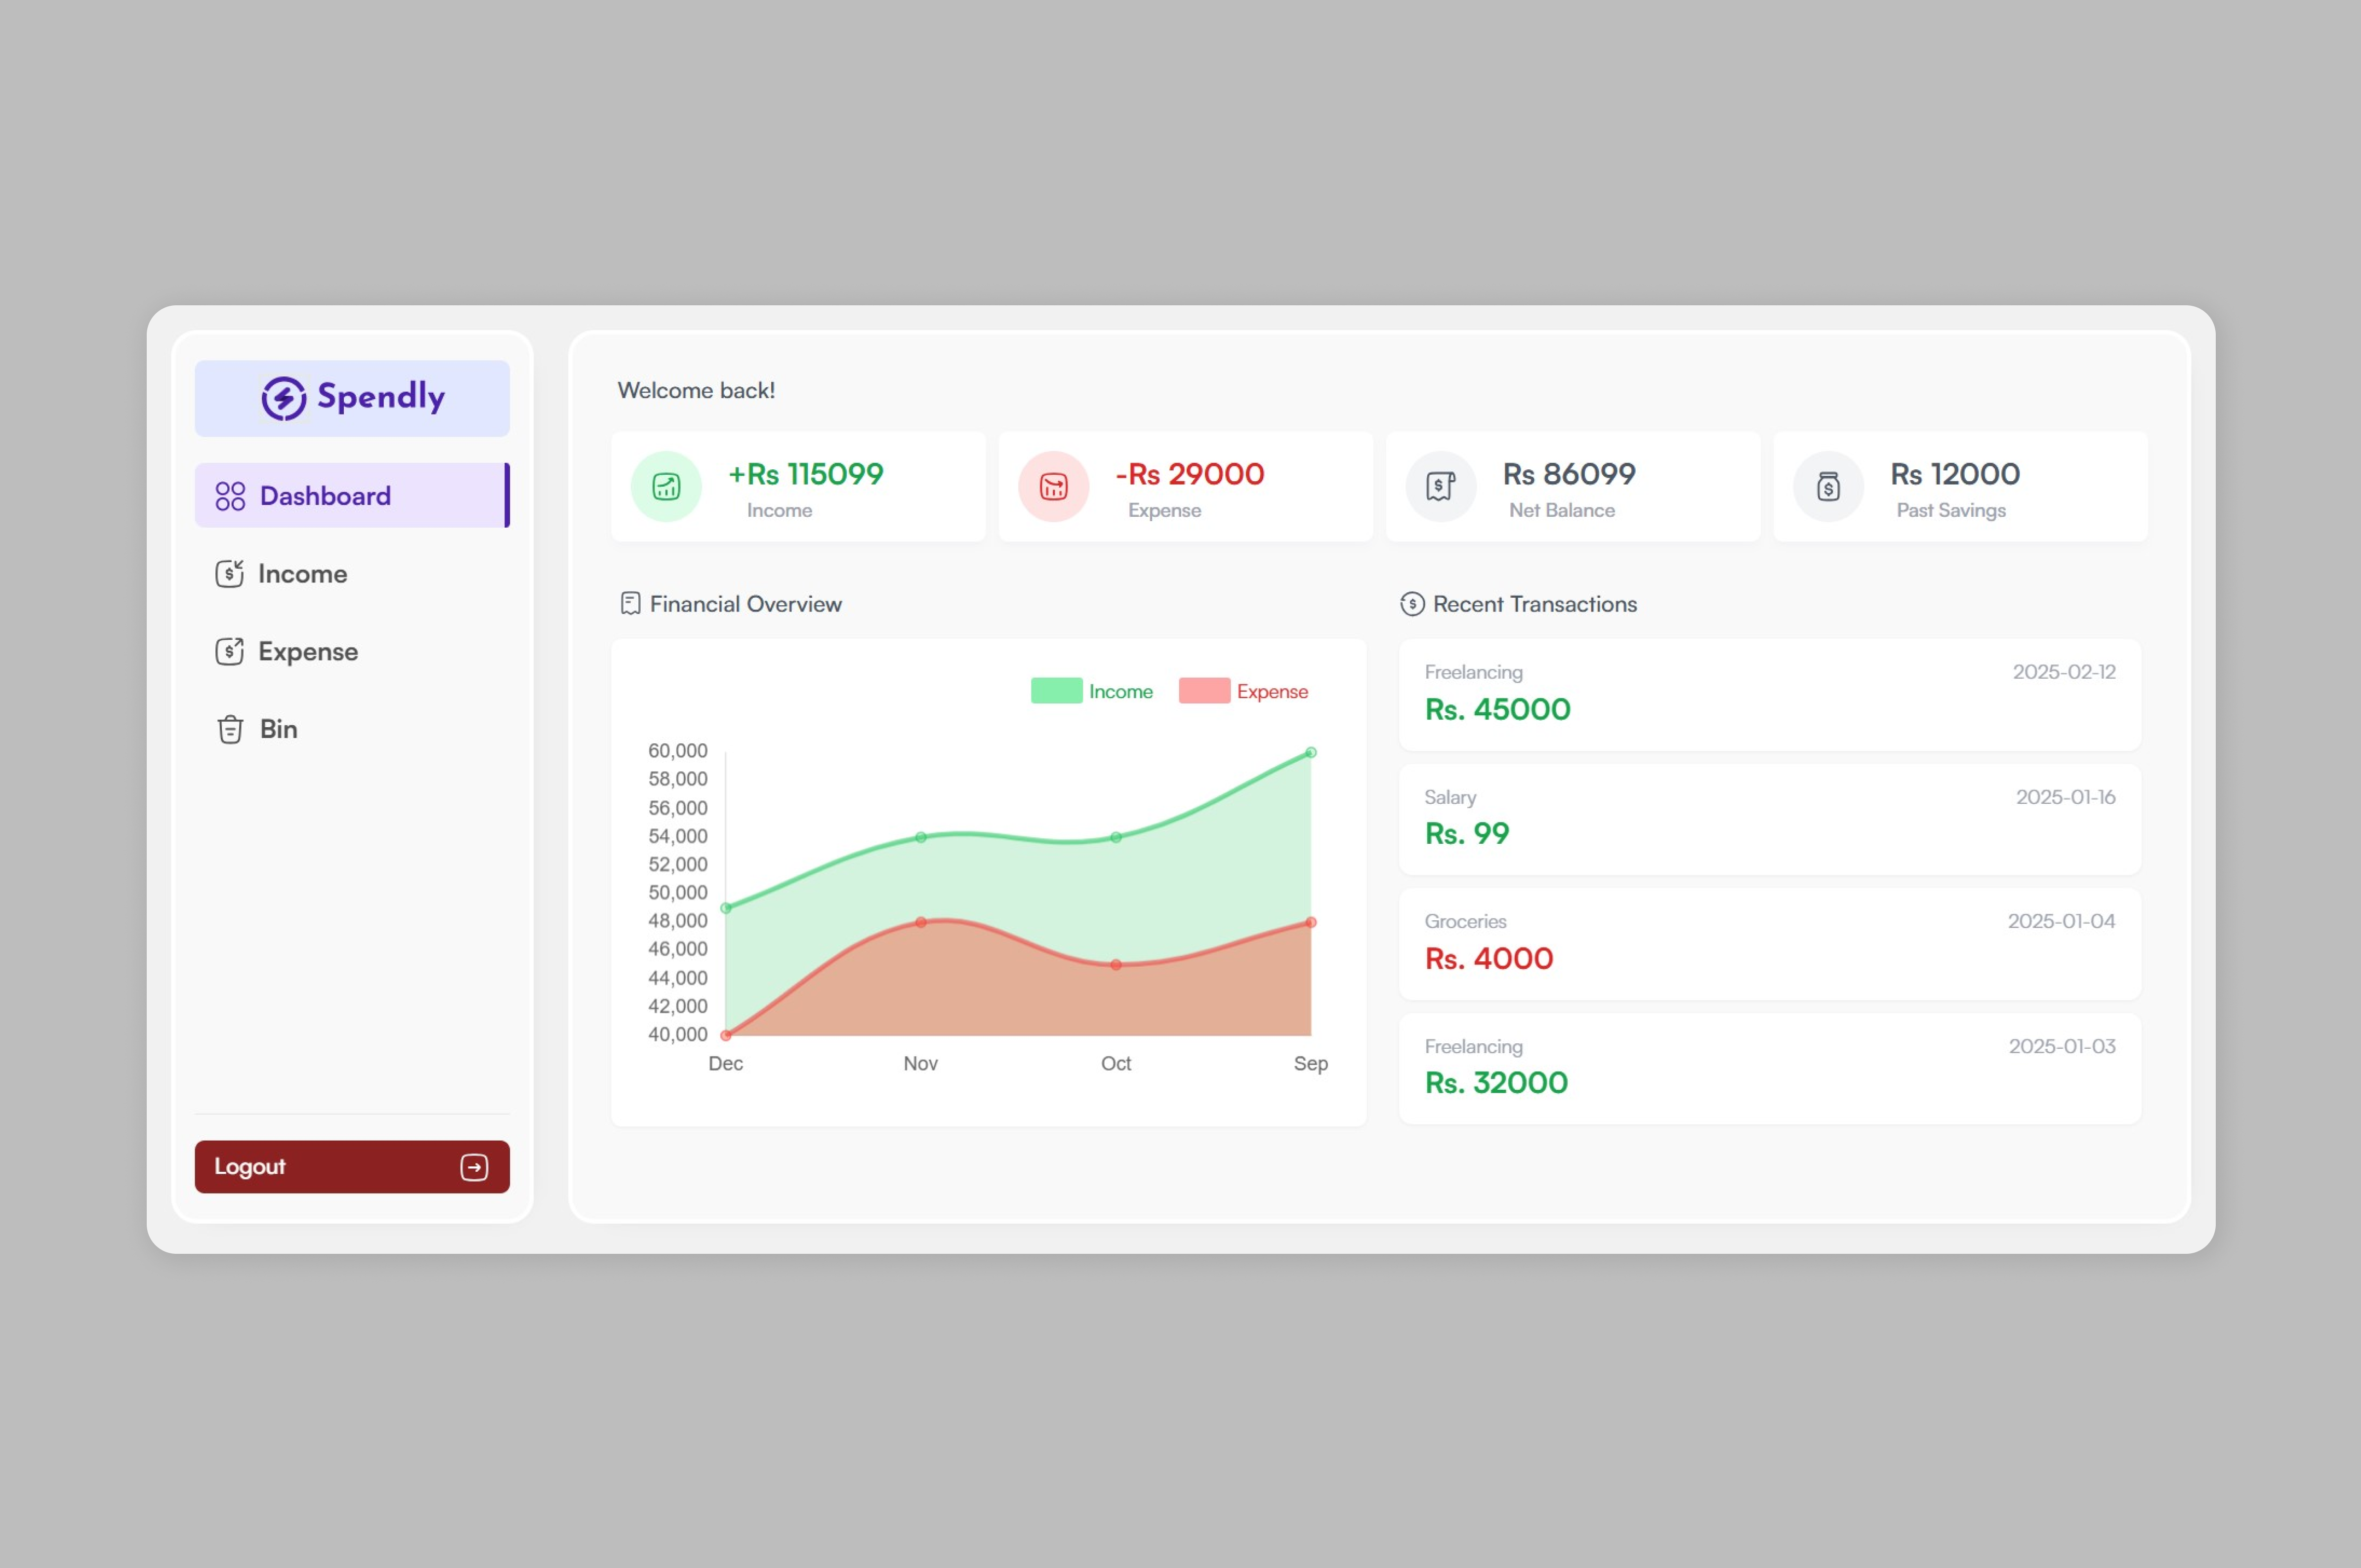 Spendly
Dashboard
Income
Expense
Bin
Logout
Welcome back!
+Rs 115099
Income
-Rs 29000
Expense
Rs 86099
Net Balance
Rs 12000
Past Savings
Financial Overview
Income Expense
60,000
58,000
56,000
54,000
52,000
50,000
48,000
46,000
44,000
42,000
40,000
Dec Nov Oct Sep
Recent Transactions
Freelancing 2025-02-12
Rs. 45000
Salary 2025-01-16
Rs. 99
Groceries 2025-01-04
Rs. 4000
Freelancing 2025-01-03
Rs. 32000